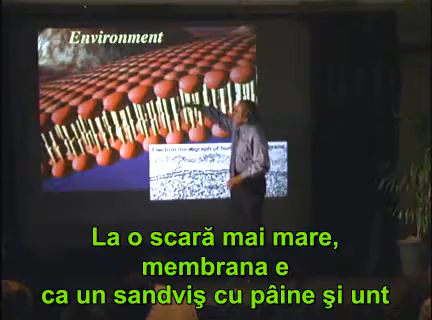 Environment
La o scară mai mare,
membrana e
ca un sandviş cu pâine şi unt